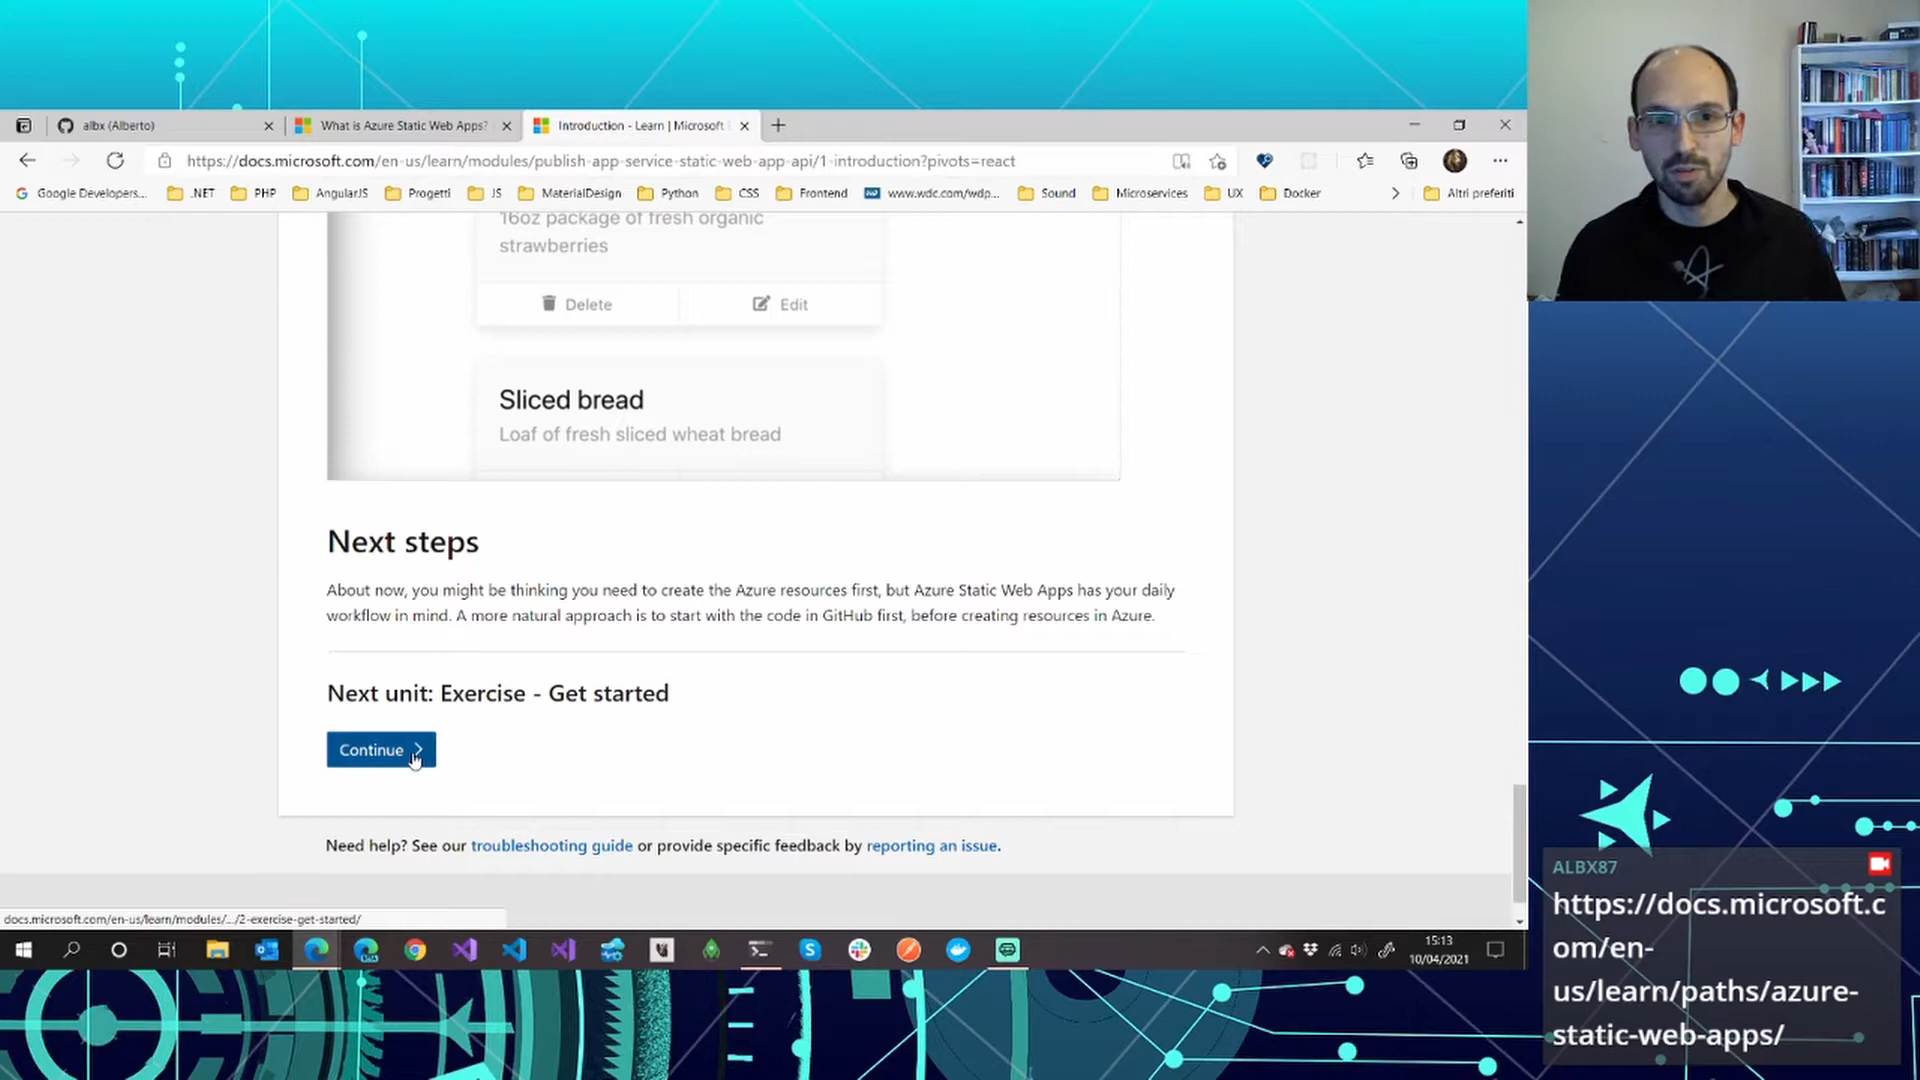 albx (Alberto)
What is Azure Static Web Apps?
Introduction - Learn | Microsoft
https://docs.microsoft.com/en-us/learn/modules/publish-app-service-static-web-app-api/1-introduction?pivots=react
Google Developers...
.NET
PHP
AngularJS
Progetti
JS
MaterialDesign
Python
CSS
Frontend
www.wdc.com/wdp...
Sound
Microservices
UX
Docker
Altri preferiti
16oz package of fresh organic
strawberries
Delete
Edit
Sliced bread
Loaf of fresh sliced wheat bread
Next steps
About now, you might be thinking you need to create the Azure resources first, but Azure Static Web Apps has your daily
workflow in mind. A more natural approach is to start with the code in GitHub first, before creating resources in Azure.
Next unit: Exercise - Get started
Continue
Need help? See our troubleshooting guide or provide specific feedback by reporting an issue.
docs.microsoft.com/en-us/learn/modules/.../2-exercise-get-started/
15:13
10/04/2021
ALBX87
https://docs.microsoft.c
om/en-
us/learn/paths/azure-
static-web-apps/